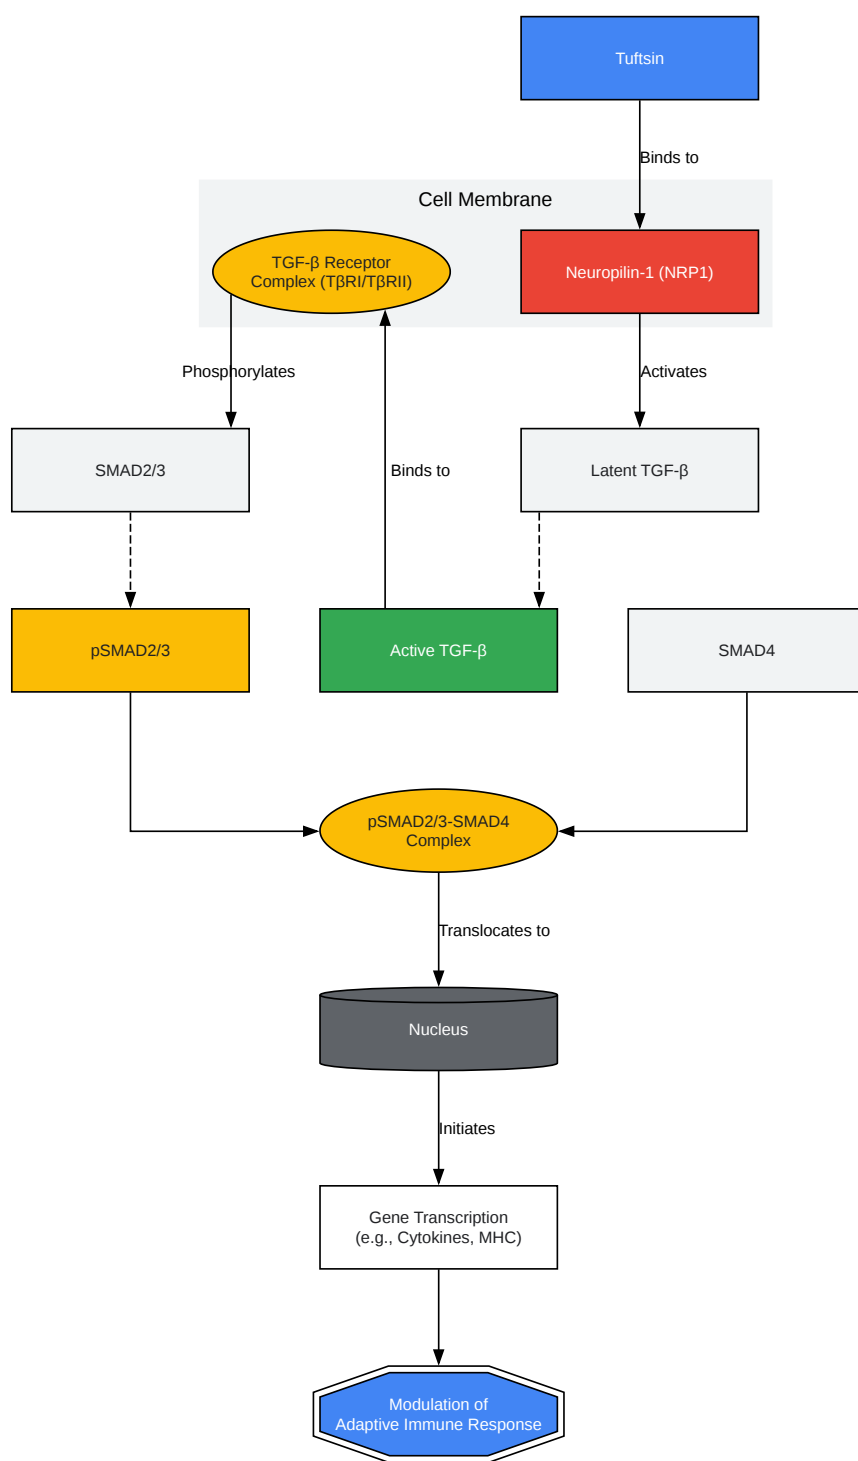 Tuftsin
Binds to
Cell Membrane
TGF-β Receptor
Complex (TβRI/TβRII)
Neuropilin-1 (NRP1)
Phosphorylates
Activates
SMAD2/3
Binds to
Latent TGF-β
pSMAD2/3
Active TGF-β
SMAD4
pSMAD2/3-SMAD4
Complex
Translocates to
Nucleus
Initiates
Gene Transcription
(e.g., Cytokines, MHC)
Modulation of
Adaptive Immune Response